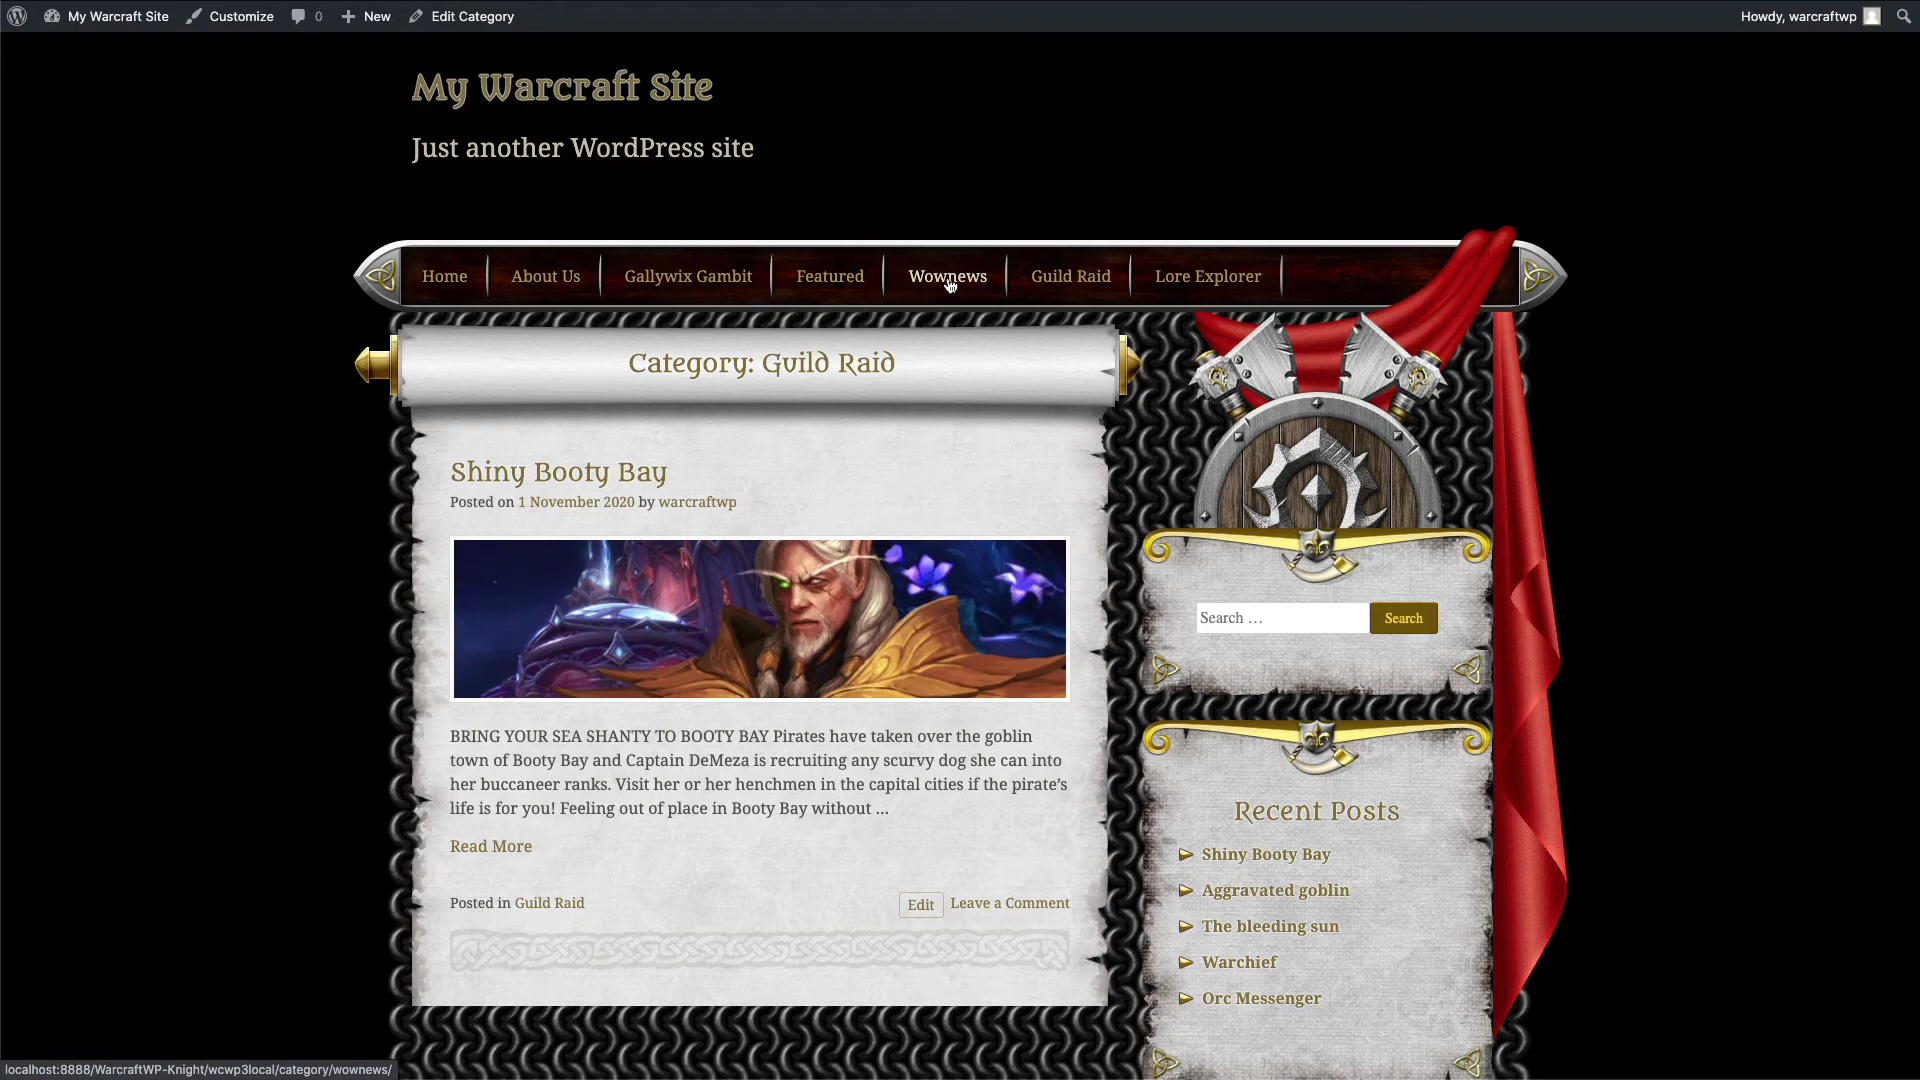 My Warcraft Site Customize 0 New Edit Category Howdy, warcraftwp
My Warcraft Site
Just another WordPress site
Home About Us Gallywix Gambit Featured Wownews Guild Raid Lore Explorer
Category: Guild Raid
Shiny Booty Bay
Posted on 1 November 2020 by warcraftwp
BRING YOUR SEA SHANTY TO BOOTY BAY Pirates have taken over the goblin
town of Booty Bay and Captain DeMeza is recruiting any scurvy dog she can into
her buccaneer ranks. Visit her or her henchmen in the capital cities if the pirate's
life is for you! Feeling out of place in Booty Bay without …
Read More
Posted in Guild Raid
Edit Leave a Comment
Search … Search
Recent Posts
Shiny Booty Bay
Aggravated goblin
The bleeding sun
Warchief
Orc Messenger
localhost:8888/WarcraftWP-Knight/wcwp3local/category/wownews/